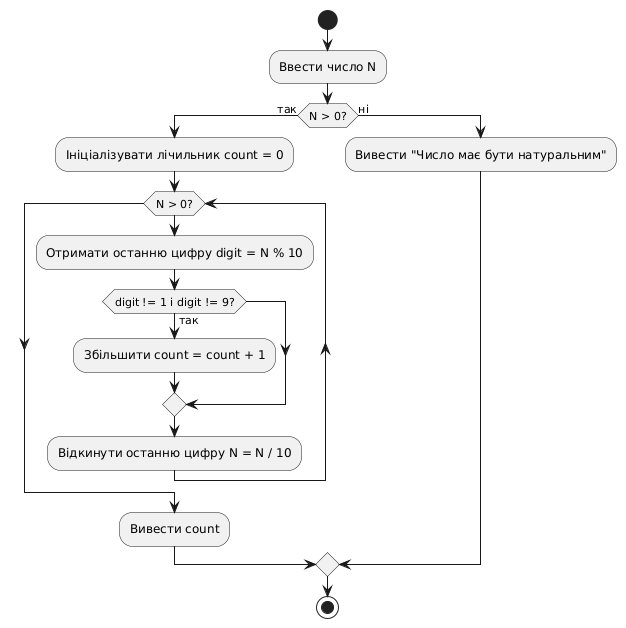 Ввести число N
так
N > 0?
ні
Ініціалізувати лічильник count = 0
Вивести "Число має бути натуральним"
N > 0?
Отримати останню цифру digit = N % 10
digit != 1 і digit != 9?
так
Збільшити count = count + 1
Відкинути останню цифру N = N / 10
Вивести count